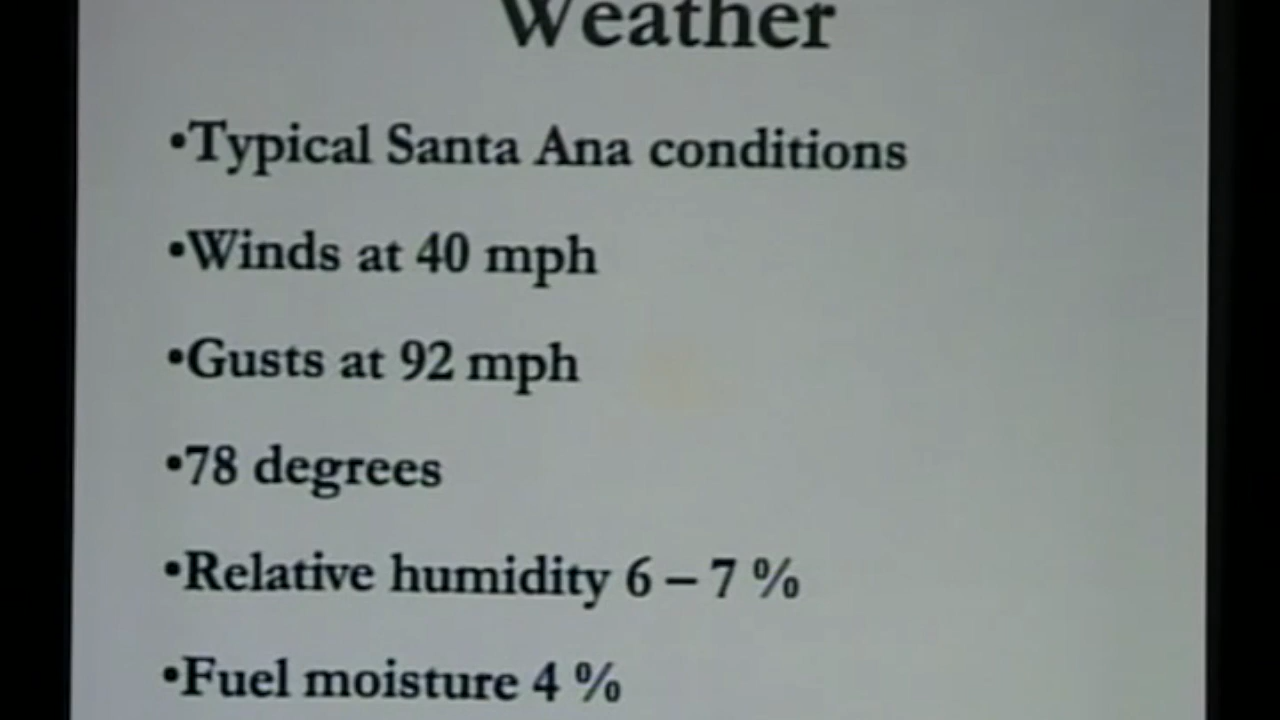 Weather
•Typical Santa Ana conditions
•Winds at 40 mph
•Gusts at 92 mph
•78 degrees
•Relative humidity 6 – 7 %
•Fuel moisture 4 %